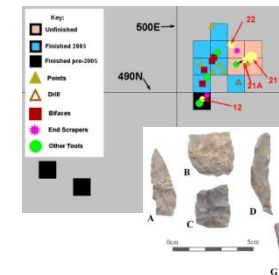 Key:
Unfinished
Finished 2005
Finished pre-2005
Points
Drill
Bifaces
End Scrapers
Other Tools
500E
490N
22
21
21A
12
A
B
C
D
G
0cm
5cm